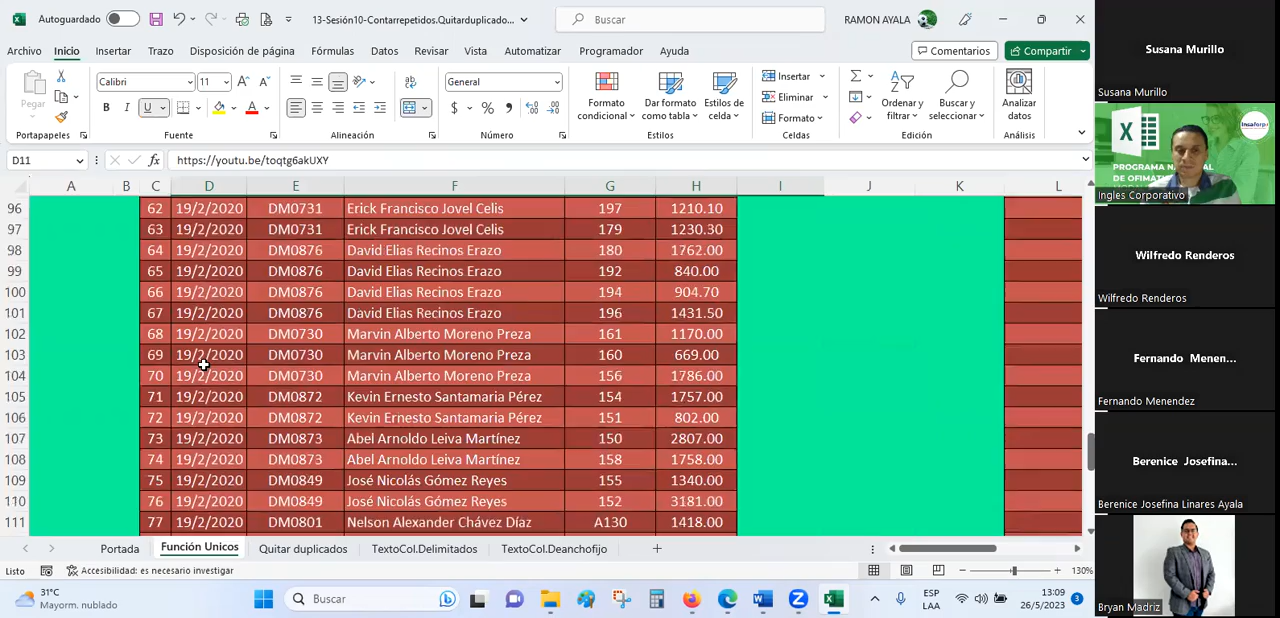 Autoguardado
13-Sesión10-Contarrepetidos.Quitarduplicado...
Buscar
RAMON AYALA
Archivo Inicio Insertar Trazo Disposición de página Fórmulas Datos Revisar Vista Automatizar Programador Ayuda
Comentarios
Compartir
Pegar
Calibri 11
General
Formato condicional
Dar formato como tabla
Estilos de celda
Insertar
Eliminar
Formato
Ordenar y filtrar
Buscar y seleccionar
Analizar datos
Portapapeles Fuente Alineación Número Estilos Celdas Edición Análisis
D11 fx https://youtu.be/toqtg6akUXY
A B C D E F G H I J K L
96 62 19/2/2020 DM0731 Erick Francisco Jovel Celis 197 1210.10
97 63 19/2/2020 DM0731 Erick Francisco Jovel Celis 179 1230.30
98 64 19/2/2020 DM0876 David Elias Recinos Erazo 180 1762.00
99 65 19/2/2020 DM0876 David Elias Recinos Erazo 192 840.00
100 66 19/2/2020 DM0876 David Elias Recinos Erazo 194 904.70
101 67 19/2/2020 DM0876 David Elias Recinos Erazo 196 1431.50
102 68 19/2/2020 DM0730 Marvin Alberto Moreno Preza 161 1170.00
103 69 19/2/2020 DM0730 Marvin Alberto Moreno Preza 160 669.00
104 70 19/2/2020 DM0730 Marvin Alberto Moreno Preza 156 1786.00
105 71 19/2/2020 DM0872 Kevin Ernesto Santamaria Pérez 154 1757.00
106 72 19/2/2020 DM0872 Kevin Ernesto Santamaria Pérez 151 802.00
107 73 19/2/2020 DM0873 Abel Arnoldo Leiva Martínez 150 2807.00
108 74 19/2/2020 DM0873 Abel Arnoldo Leiva Martínez 158 1758.00
109 75 19/2/2020 DM0849 José Nicolás Gómez Reyes 155 1340.00
110 76 19/2/2020 DM0849 José Nicolás Gómez Reyes 152 3181.00
111 77 19/2/2020 DM0801 Nelson Alexander Chávez Díaz A130 1418.00
Portada Función Unicos Quitar duplicados TextoCol.Delimitados TextoCol.Deanchofijo
Listo
Accesibilidad: es necesario investigar
130%
31°C
Mayorm. nublado
Buscar
ESP
LAA
13:09
26/5/2023
3
Susana Murillo
Susana Murillo
PROGRAMA
DE OFIMATI
Ingles Corporativo
Wilfredo Renderos
Wilfredo Renderos
Fernando Menen...
Fernando Menendez
Berenice Josefina...
Berenice Josefina Linares Ayala
Bryan Madriz